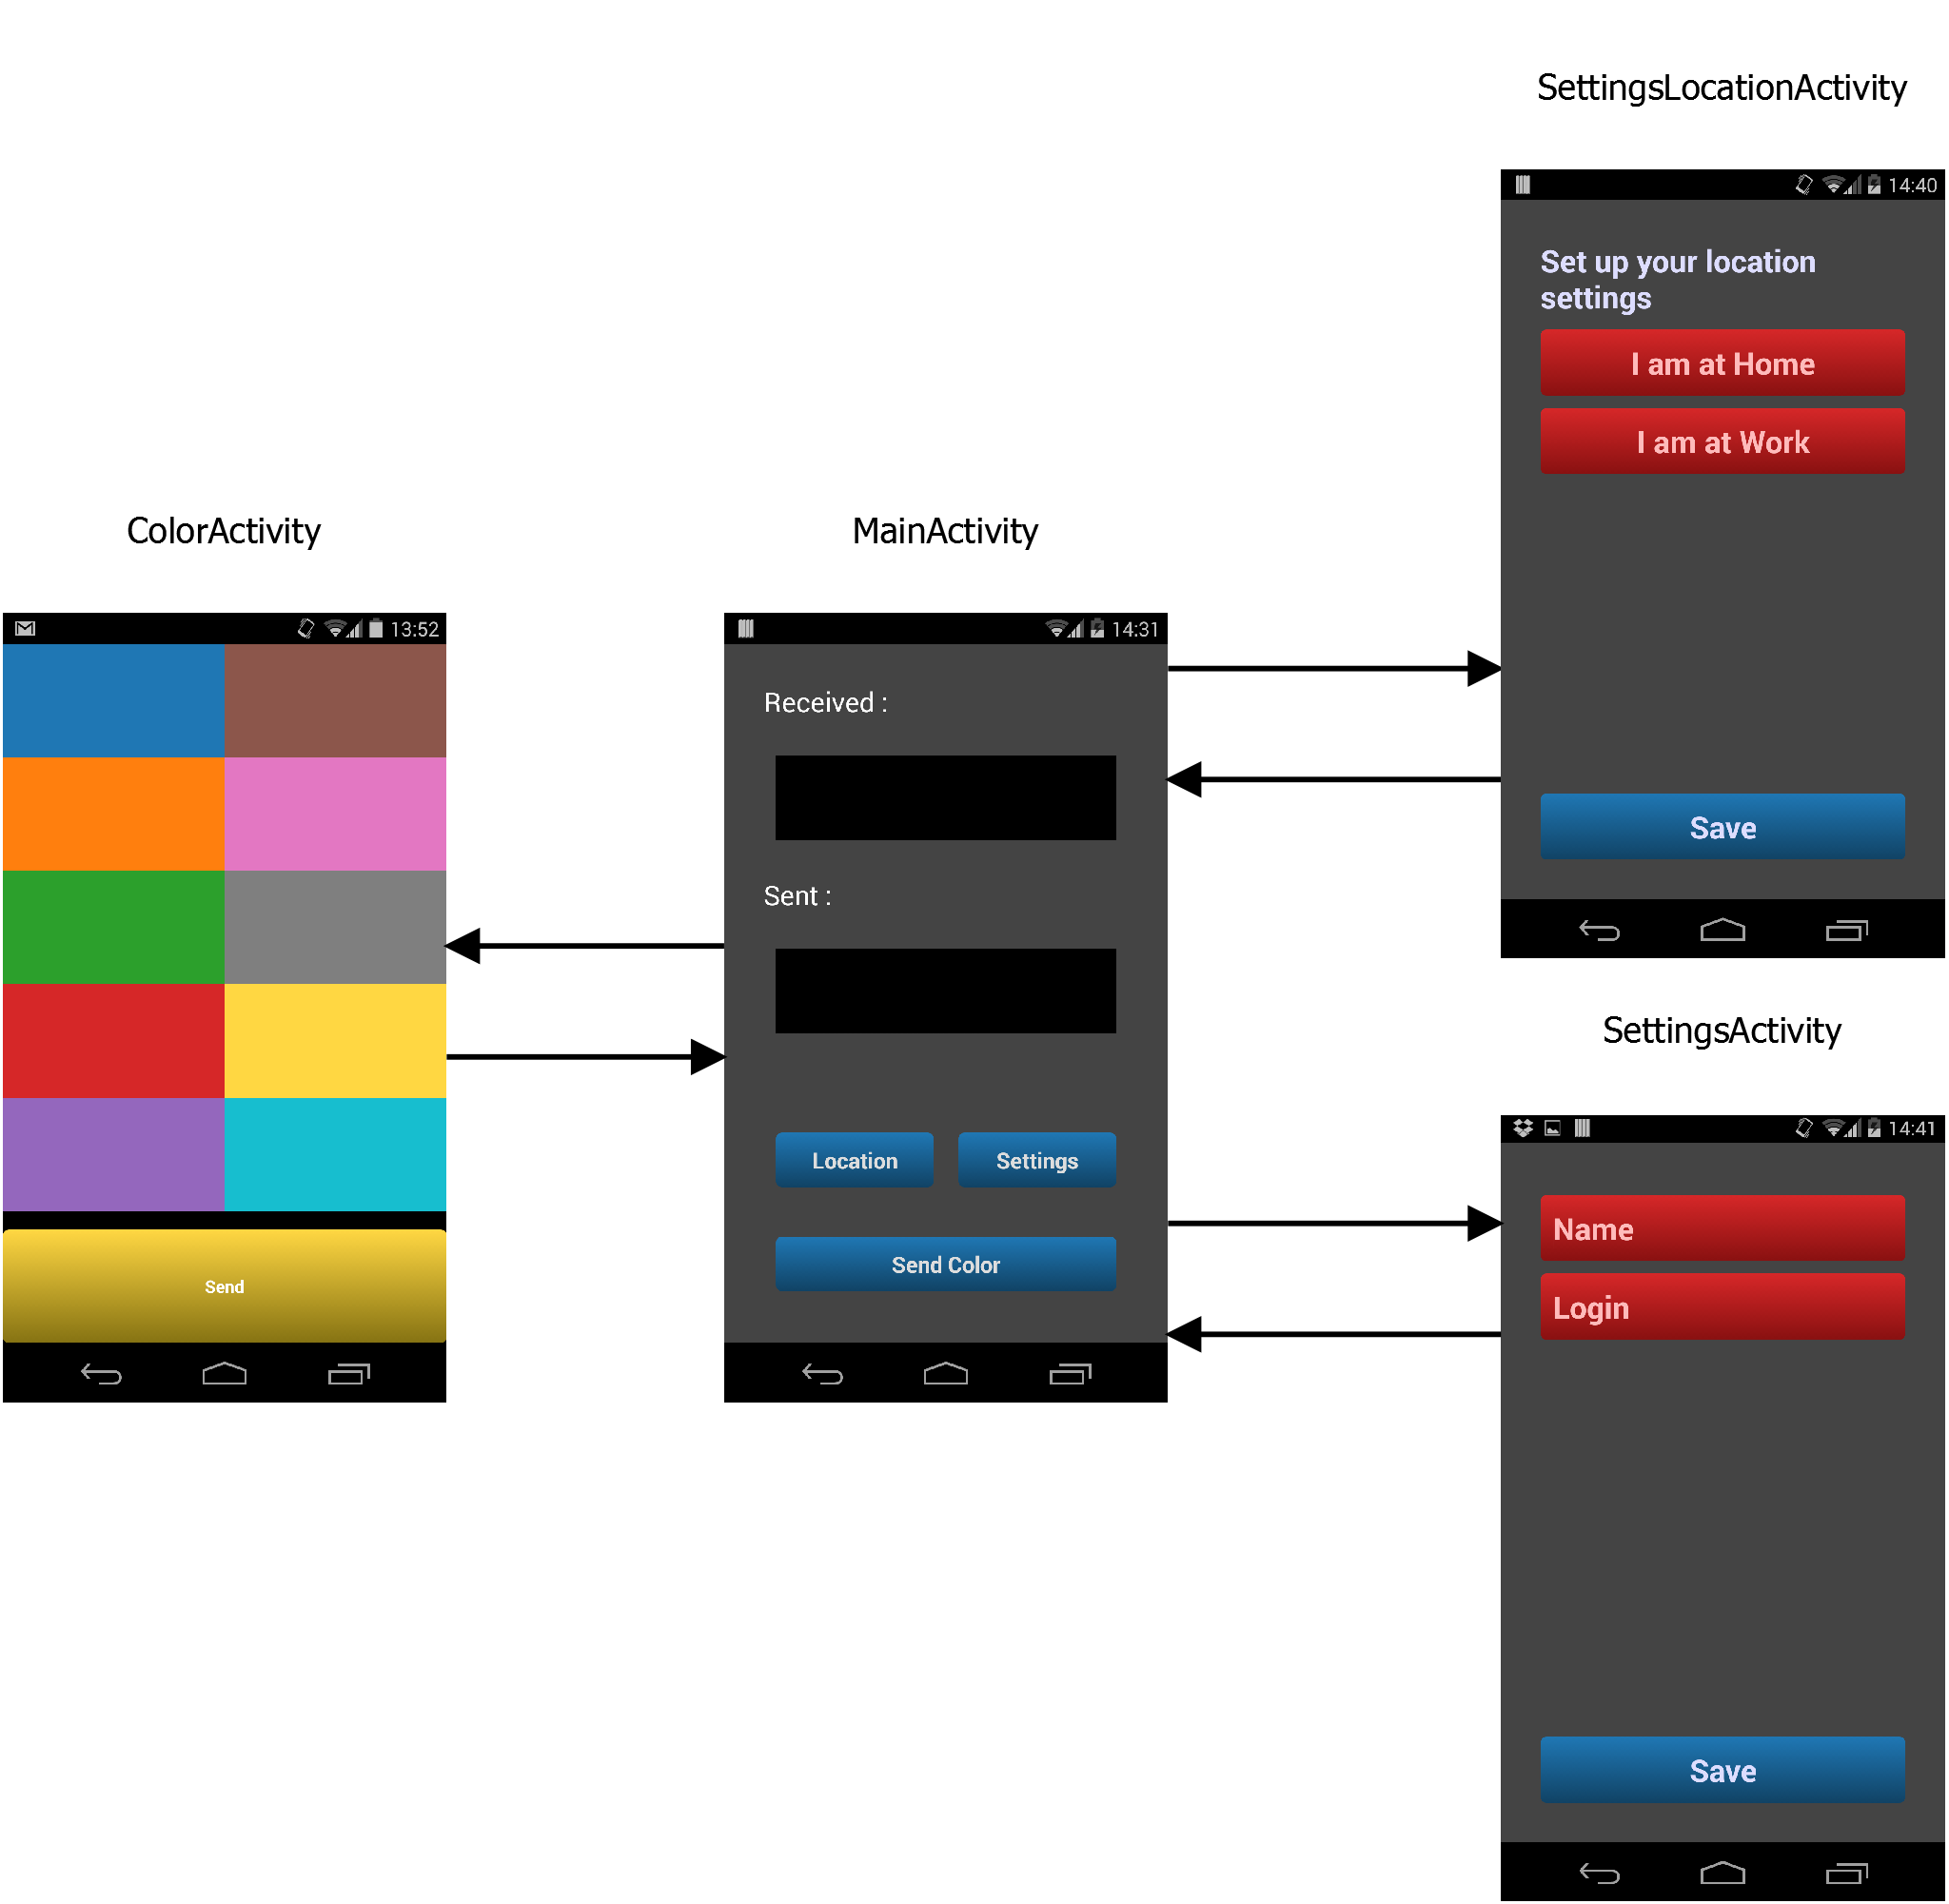 SettingsLocationActivity
14:40
Set up your location
settings
I am at Home
I am at Work
Save
ColorActivity
13:52
Send
MainActivity
14:31
Received :
Sent :
Location
Settings
Send Color
SettingsActivity
14:41
Name
Login
Save